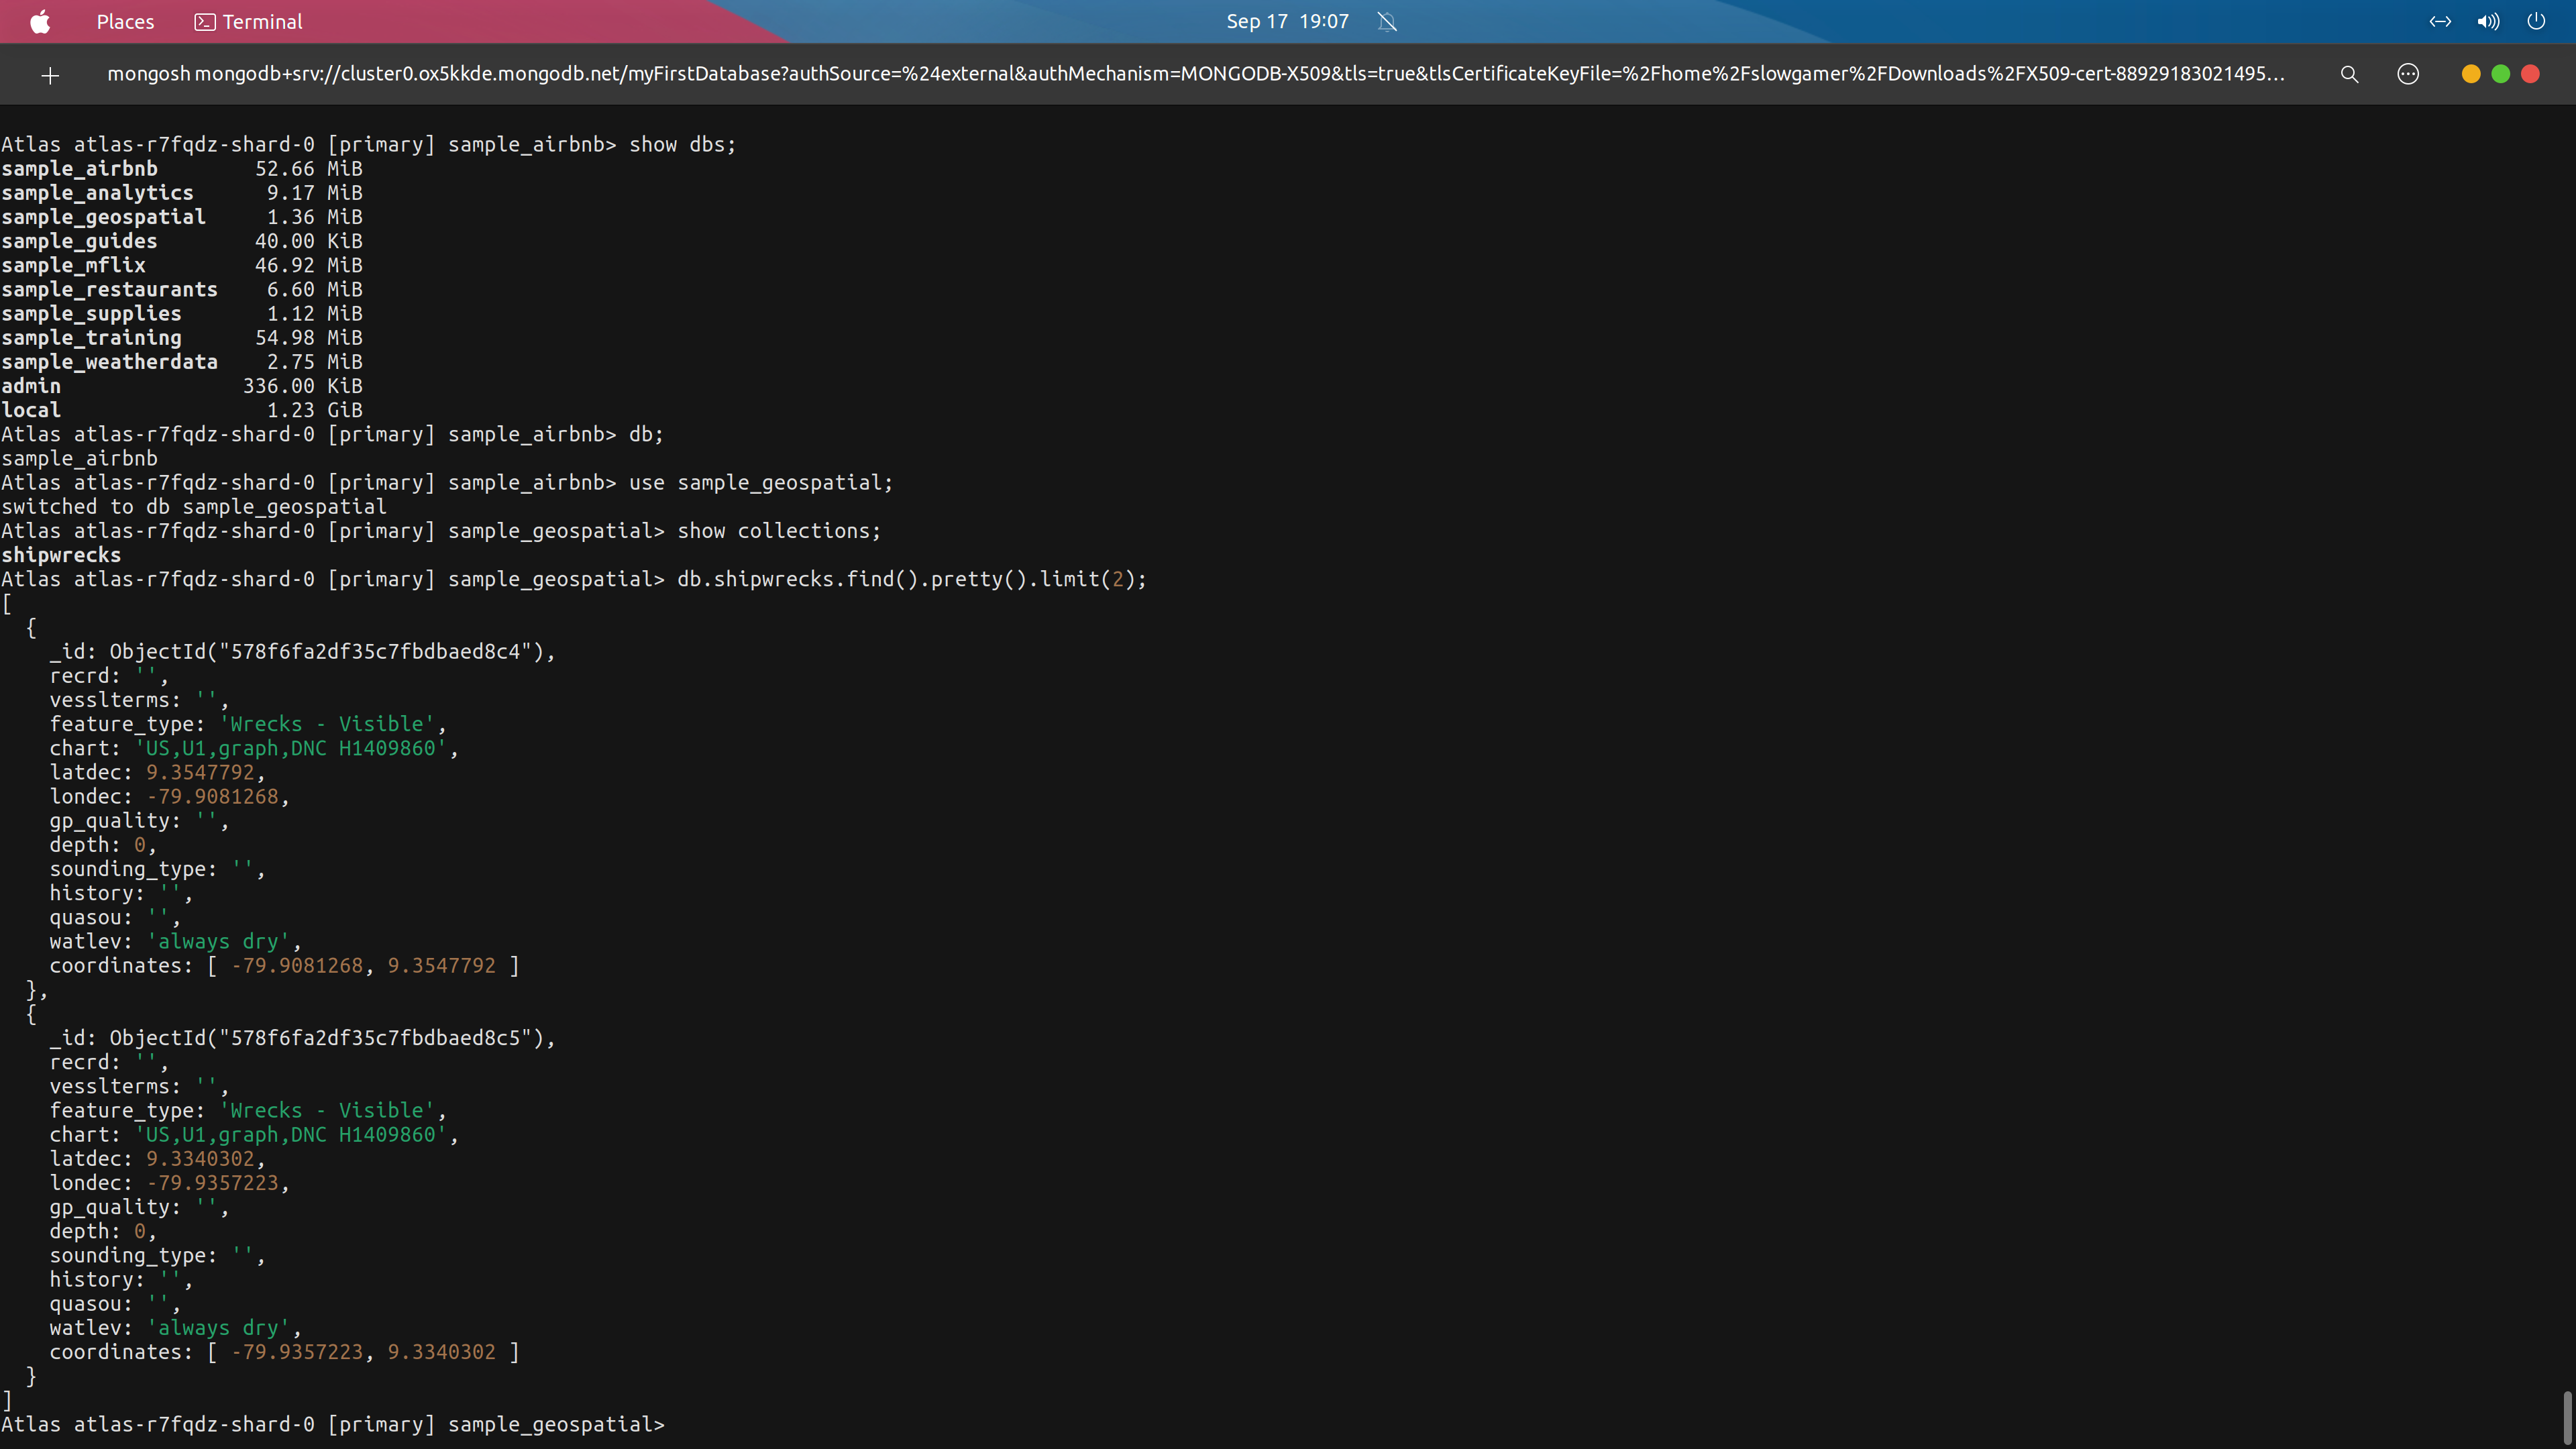 Places Terminal Sep 17 19:07
mongosh mongodb+srv://cluster0.ox5kkde.mongodb.net/myFirstDatabase?authSource=%24external&authMechanism=MONGODB-X509&tls=true&tlsCertificateKeyFile=%2Fhome%2Fslowgamer%2FDownloads%2FX509-cert-88929183021495…
Atlas atlas-r7fqdz-shard-0 [primary] sample_airbnb> show dbs;
sample_airbnb 52.66 MiB
sample_analytics 9.17 MiB
sample_geospatial 1.36 MiB
sample_guides 40.00 KiB
sample_mflix 46.92 MiB
sample_restaurants 6.60 MiB
sample_supplies 1.12 MiB
sample_training 54.98 MiB
sample_weatherdata 2.75 MiB
admin 336.00 KiB
local 1.23 GiB
Atlas atlas-r7fqdz-shard-0 [primary] sample_airbnb> db;
sample_airbnb
Atlas atlas-r7fqdz-shard-0 [primary] sample_airbnb> use sample_geospatial;
switched to db sample_geospatial
Atlas atlas-r7fqdz-shard-0 [primary] sample_geospatial> show collections;
shipwrecks
Atlas atlas-r7fqdz-shard-0 [primary] sample_geospatial> db.shipwrecks.find().pretty().limit(2);
[
  {
    _id: ObjectId("578f6fa2df35c7fbdbaed8c4"),
    recrd: '',
    vesslterms: '',
    feature_type: 'Wrecks - Visible',
    chart: 'US,U1,graph,DNC H1409860',
    latdec: 9.3547792,
    londec: -79.9081268,
    gp_quality: '',
    depth: 0,
    sounding_type: '',
    history: '',
    quasou: '',
    watlev: 'always dry',
    coordinates: [ -79.9081268, 9.3547792 ]
  },
  {
    _id: ObjectId("578f6fa2df35c7fbdbaed8c5"),
    recrd: '',
    vesslterms: '',
    feature_type: 'Wrecks - Visible',
    chart: 'US,U1,graph,DNC H1409860',
    latdec: 9.3340302,
    londec: -79.9357223,
    gp_quality: '',
    depth: 0,
    sounding_type: '',
    history: '',
    quasou: '',
    watlev: 'always dry',
    coordinates: [ -79.9357223, 9.3340302 ]
  }
]
Atlas atlas-r7fqdz-shard-0 [primary] sample_geospatial>